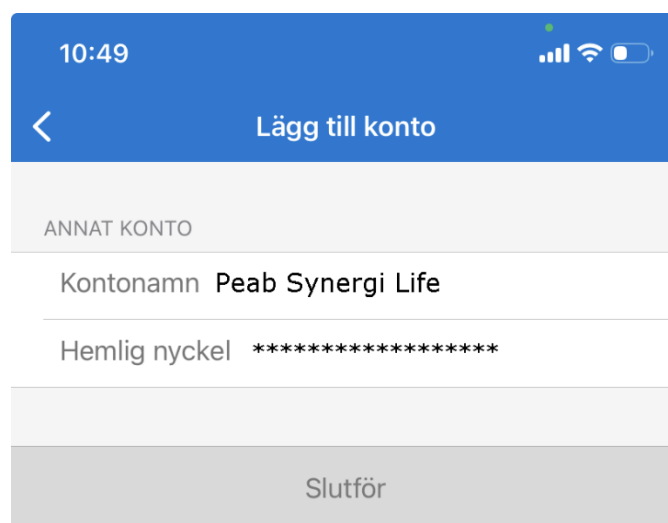 10:49
Lägg till konto
ANNAT KONTO
Kontonamn Peab Synergi Life
Hemlig nyckel ******************
Slutför